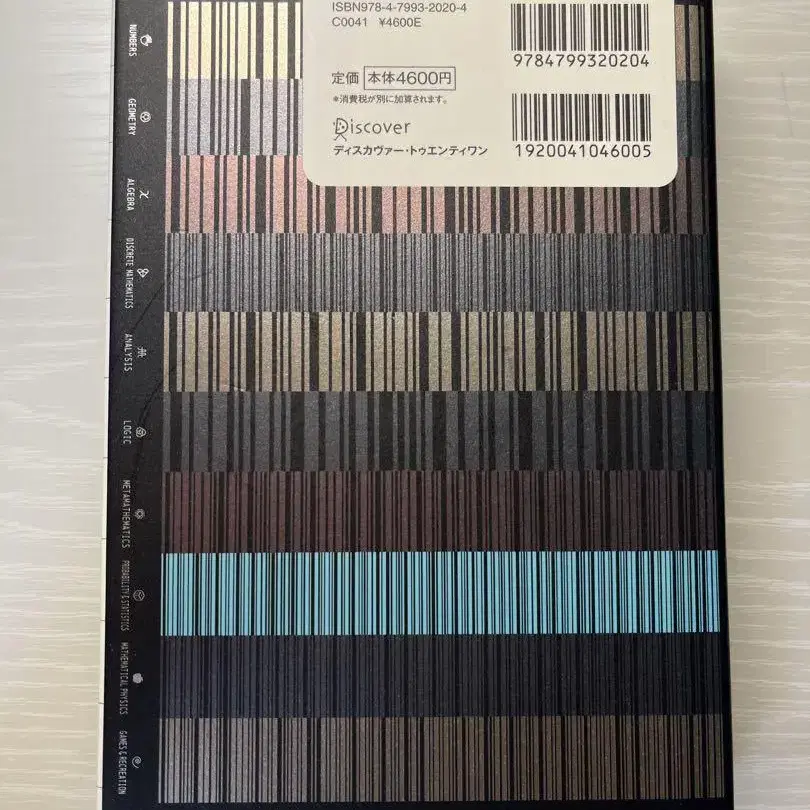 ISBN978-4-7993-2020-4
C0041 ¥4600E
定価 本体4600円
*消費税が別に加算されます。
Discover
ディスカヴァー・トゥエンティワン
9784799320204
1920041046005
NUMBERS
GEOMETRY
ALGEBRA
DISCRETE MATHEMATICS
ANALYSIS
LOGIC
METAMATHEMATICS
PROBABILITY & STATISTICS
MATHEMATICAL PHYSICS
GAMES & RECREATION